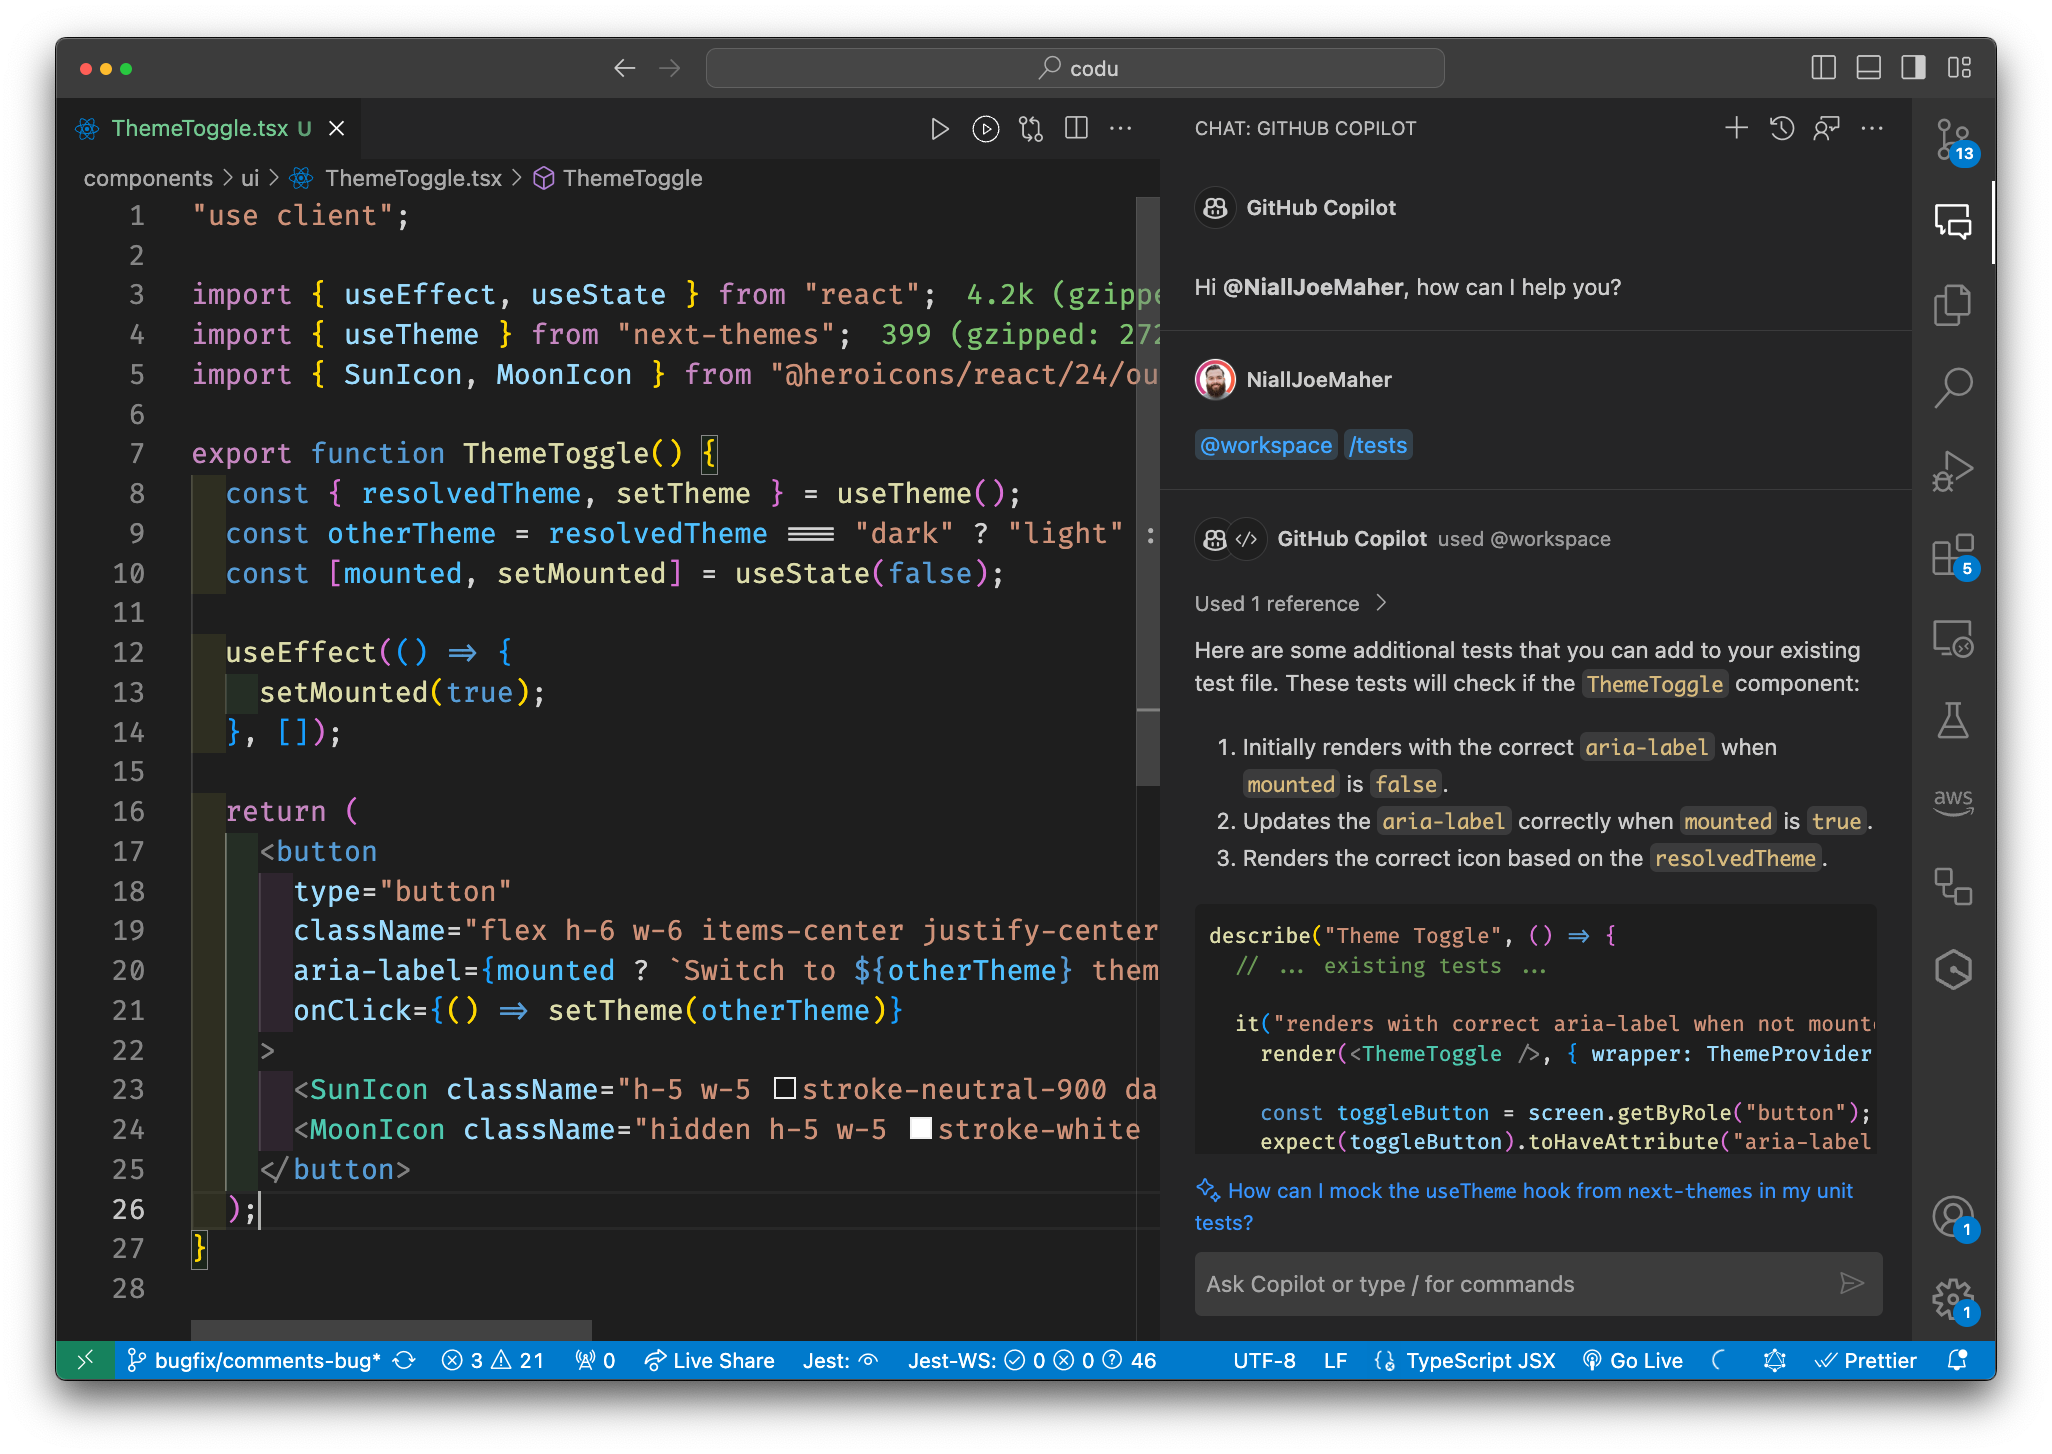 codu
ThemeToggle.tsx U
components > ui > ThemeToggle.tsx > ThemeToggle
1 "use client";
2
3 import { useEffect, useState } from "react"; 4.2k (gzippe
4 import { useTheme } from "next-themes"; 399 (gzipped: 272
5 import { SunIcon, MoonIcon } from "@heroicons/react/24/ou
6
7 export function ThemeToggle() {
8 const { resolvedTheme, setTheme } = useTheme();
9 const otherTheme = resolvedTheme === "dark" ? "light" :
10 const [mounted, setMounted] = useState(false);
11
12 useEffect(() => {
13 setMounted(true);
14 }, []);
15
16 return (
17 <button
18 type="button"
19 className="flex h-6 w-6 items-center justify-center
20 aria-label={mounted ? `Switch to ${otherTheme} them
21 onClick={() => setTheme(otherTheme)}
22 >
23 <SunIcon className="h-5 w-5 stroke-neutral-900 da
24 <MoonIcon className="hidden h-5 w-5 stroke-white
25 </button>
26 );
27 }
28
CHAT: GITHUB COPILOT
GitHub Copilot
Hi @NiallJoeMaher, how can I help you?
NiallJoeMaher
@workspace /tests
GitHub Copilot used @workspace
Used 1 reference >
Here are some additional tests that you can add to your existing
test file. These tests will check if the ThemeToggle component:
1. Initially renders with the correct aria-label when
mounted is false.
2. Updates the aria-label correctly when mounted is true.
3. Renders the correct icon based on the resolvedTheme.
describe("Theme Toggle", () => {
// ... existing tests ...
it("renders with correct aria-label when not mount
render(<ThemeToggle />, { wrapper: ThemeProvider
const toggleButton = screen.getByRole("button");
expect(toggleButton).toHaveAttribute("aria-label
How can I mock the useTheme hook from next-themes in my unit
tests?
Ask Copilot or type / for commands
13
5
aws
1
1
bugfix/comments-bug* 3 21 0 Live Share Jest: Jest-WS: 0 0 46 UTF-8 LF TypeScript JSX Go Live Prettier